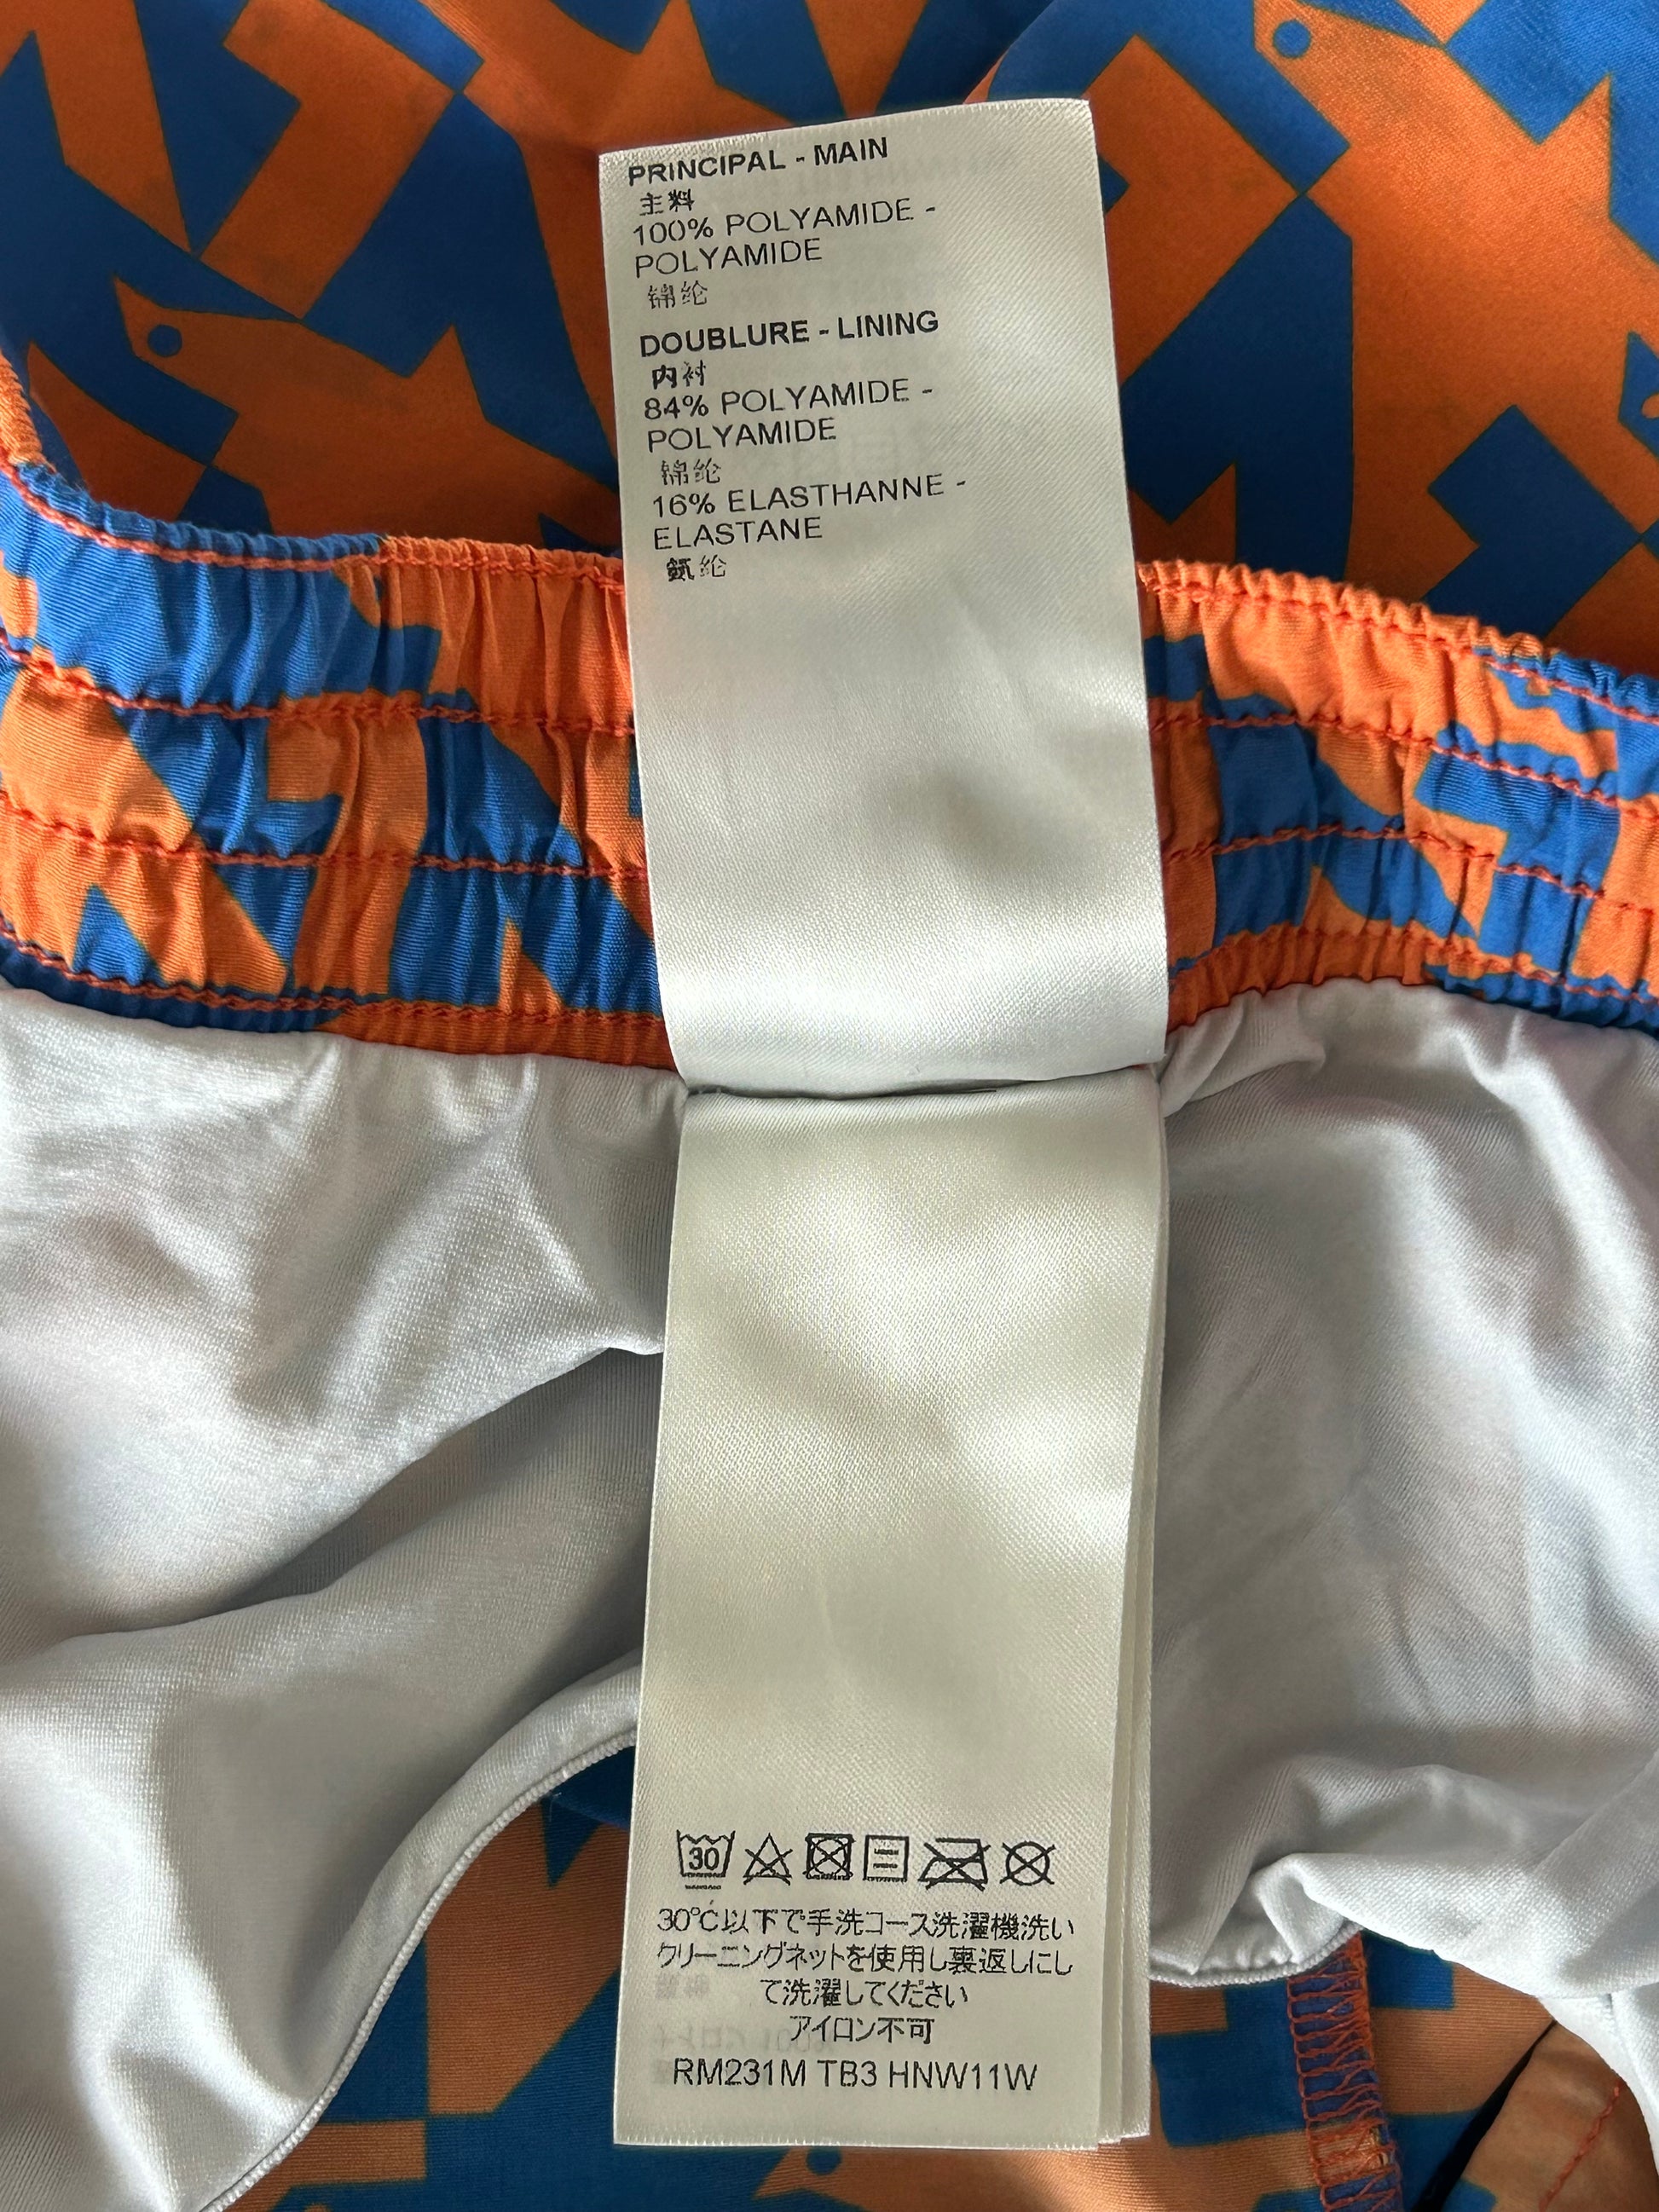 PRINCIPAL - MAIN
主料
100% POLYAMIDE -
POLYAMIDE
锦纶
DOUBLURE - LINING
内衬
84% POLYAMIDE -
POLYAMIDE
锦纶
16% ELASTHANNE -
ELASTANE
氨纶
30
30℃以下で手洗コース洗濯機洗い
クリーニングネットを使用し裏返しにし
て洗濯してください
アイロン不可
RM231M TB3 HNW11W